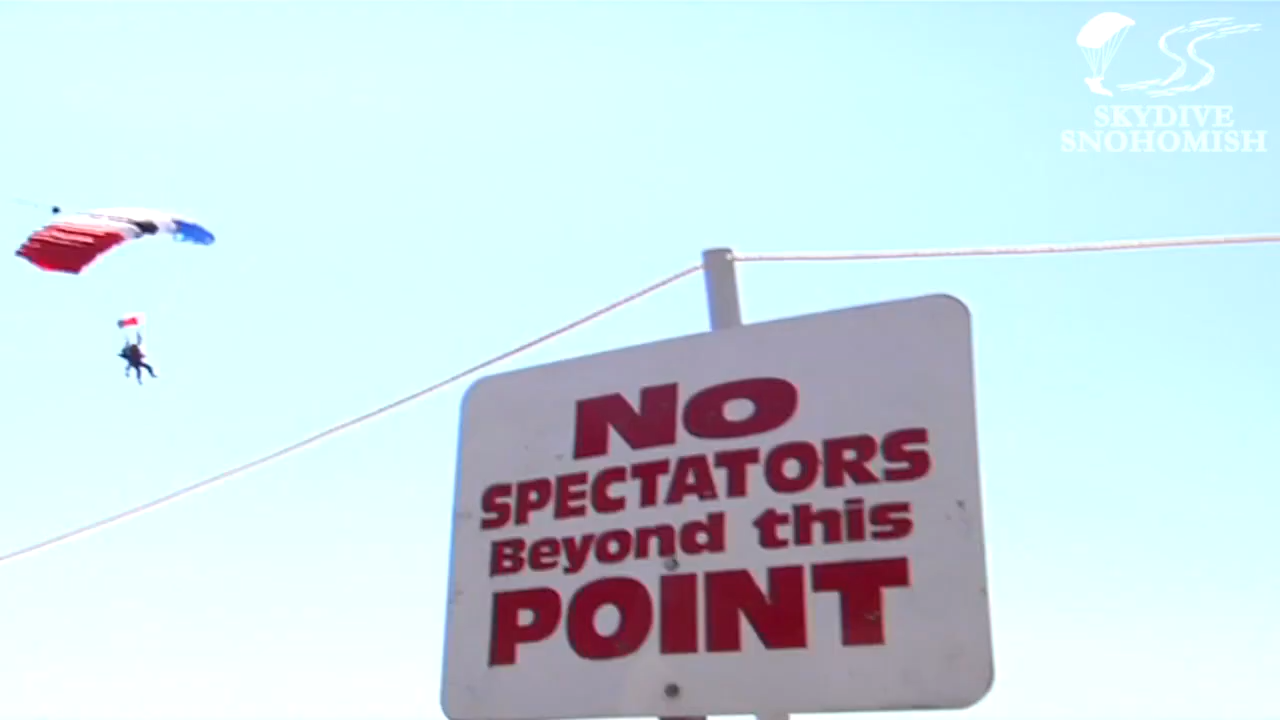 SKYDIVE
SNOHOMISH
NO
SPECTATORS
Beyond this
POINT